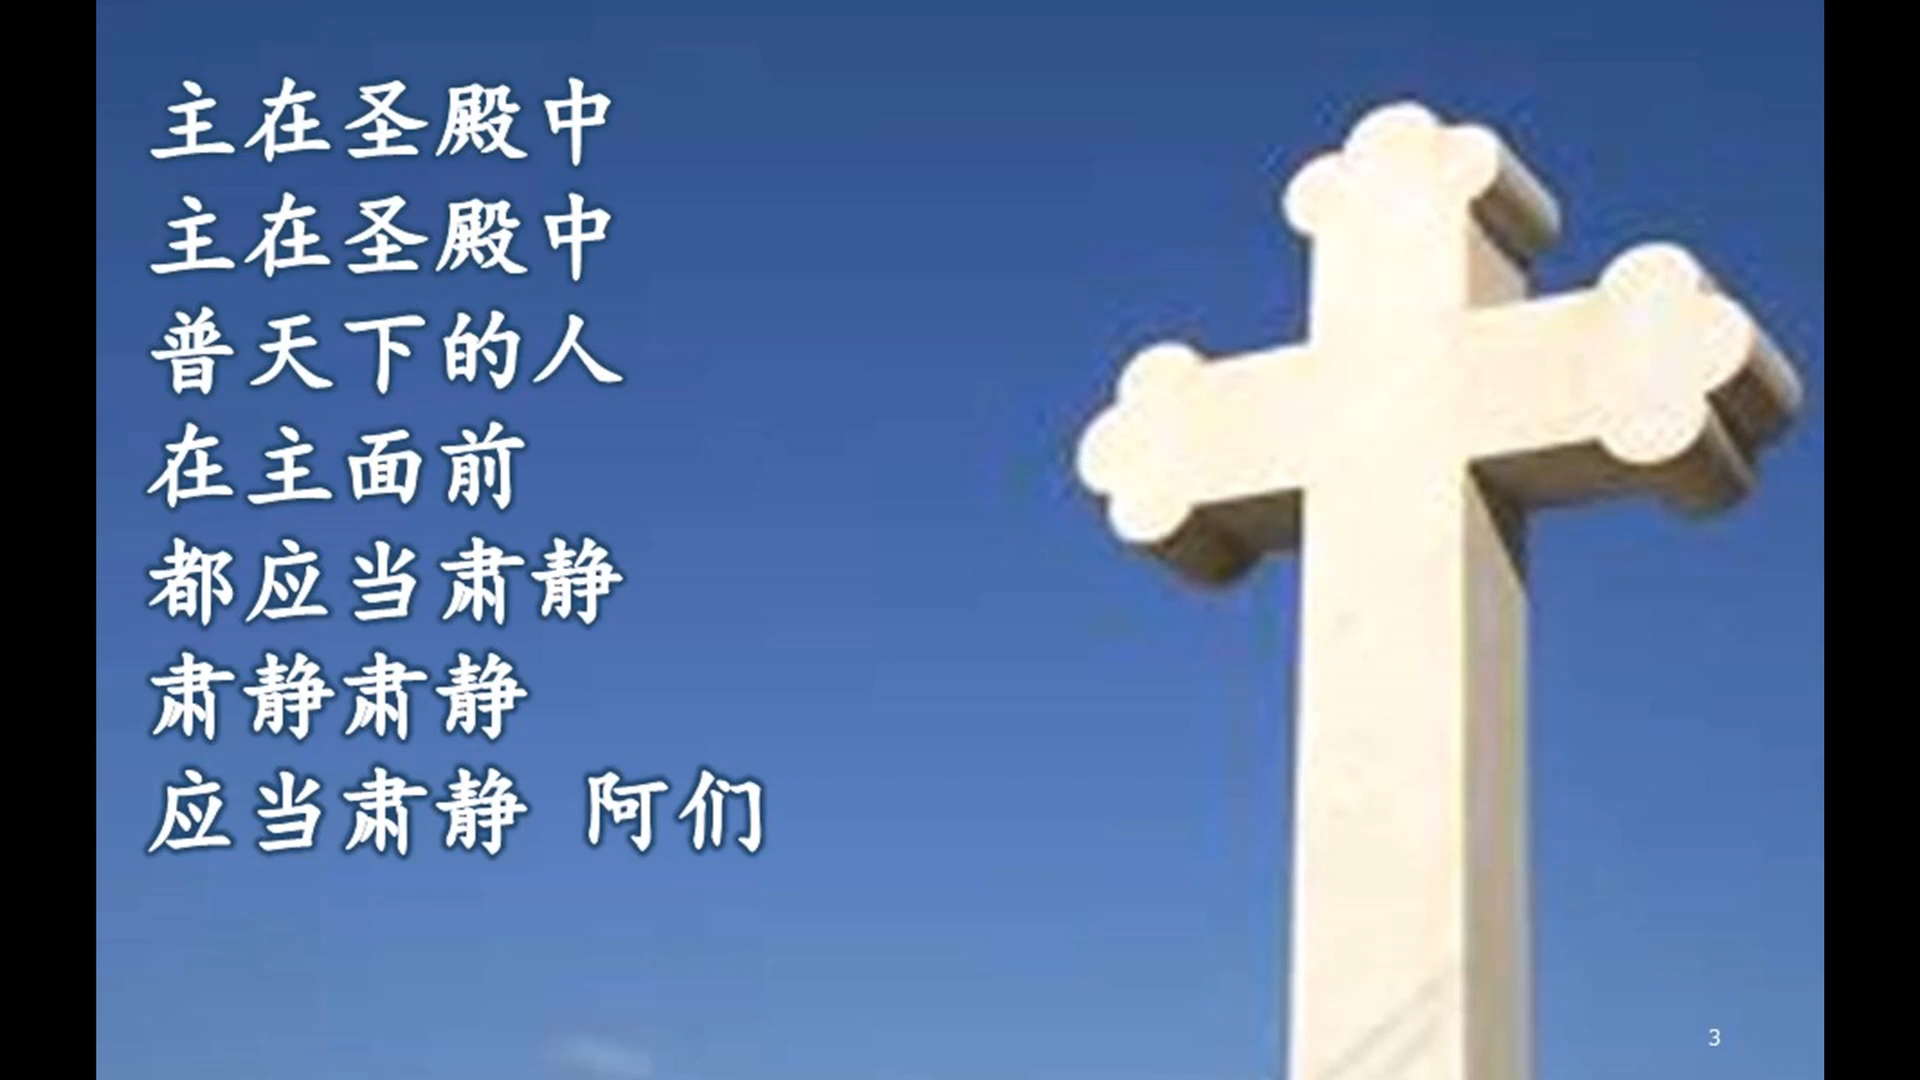 主在圣殿中
主在圣殿中
普天下的人
在主面前
都应当肃静
肃静肃静
应当肃静 阿们
3